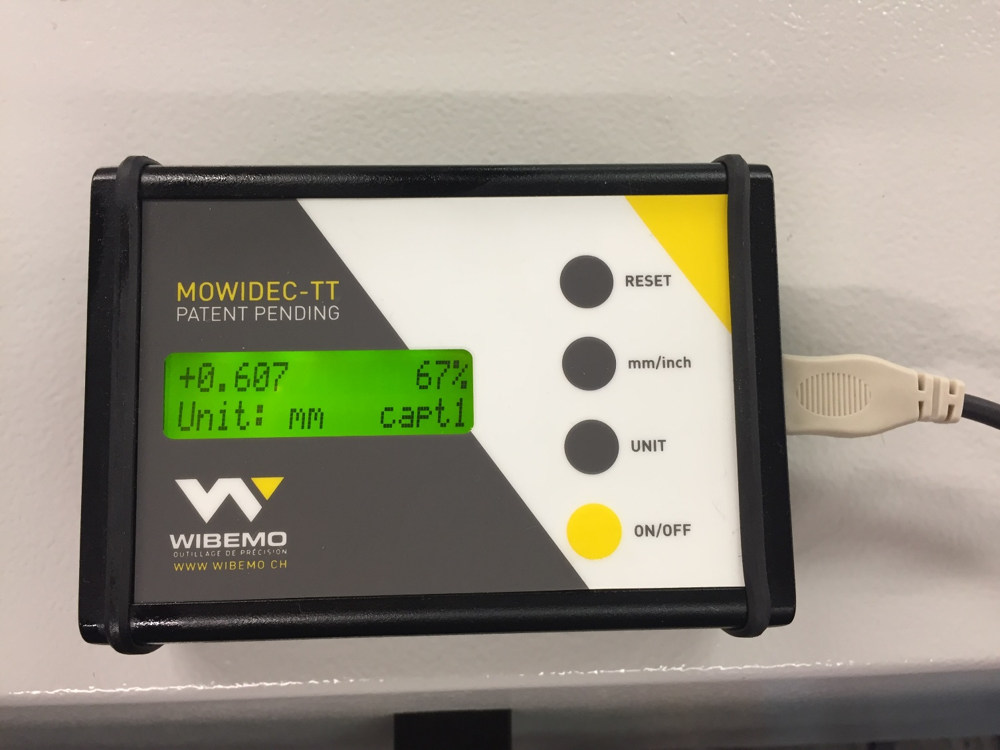 MOWIDEC-TT
PATENT PENDING
+0.607 67%
Unit: mm capt1
WIBEMO
OUTILLAGE DE PRÉCISION
WWW WIBEMO CH
RESET
mm/inch
UNIT
ON/OFF